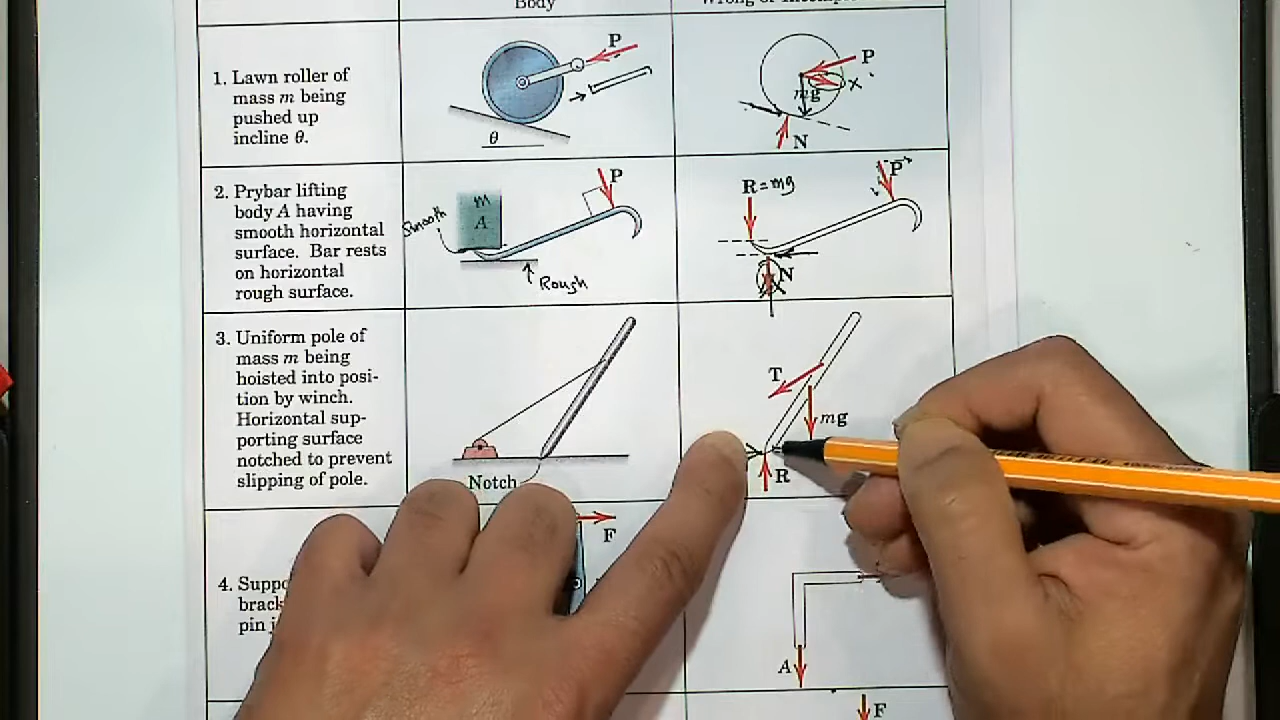 Body
1. Lawn roller of
mass m being
pushed up
incline θ.
P
θ
P
X
mg
N
2. Prybar lifting
body A having
smooth horizontal
surface. Bar rests
on horizontal
rough surface.
Smooth
m
A
P
Rough
R = mg
P
N
3. Uniform pole of
mass m being
hoisted into posi-
tion by winch.
Horizontal sup-
porting surface
notched to prevent
slipping of pole.
Notch
T
mg
R
4.
F
pin
A
F